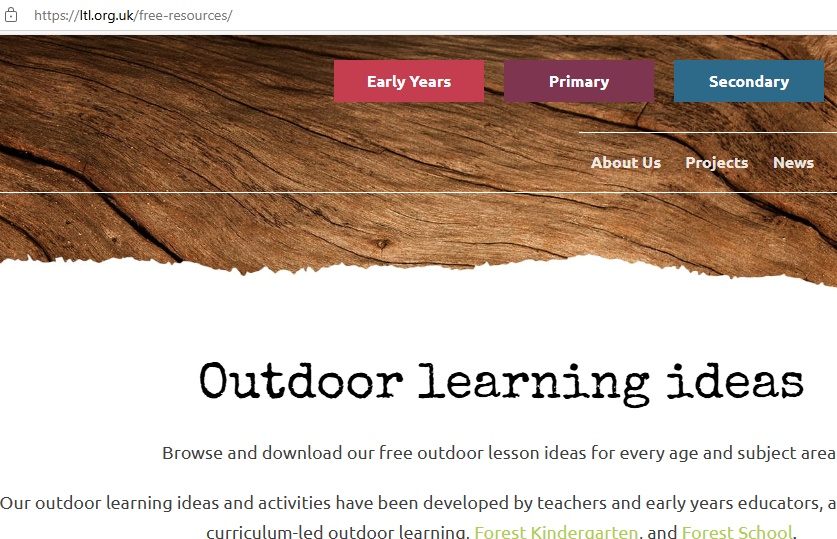 https://ltl.org.uk/free-resources/
Early Years Primary Secondary
About Us Projects News
Outdoor learning ideas
Browse and download our free outdoor lesson ideas for every age and subject area
Our outdoor learning ideas and activities have been developed by teachers and early years educators, a
curriculum-led outdoor learning, Forest Kindergarten, and Forest School.